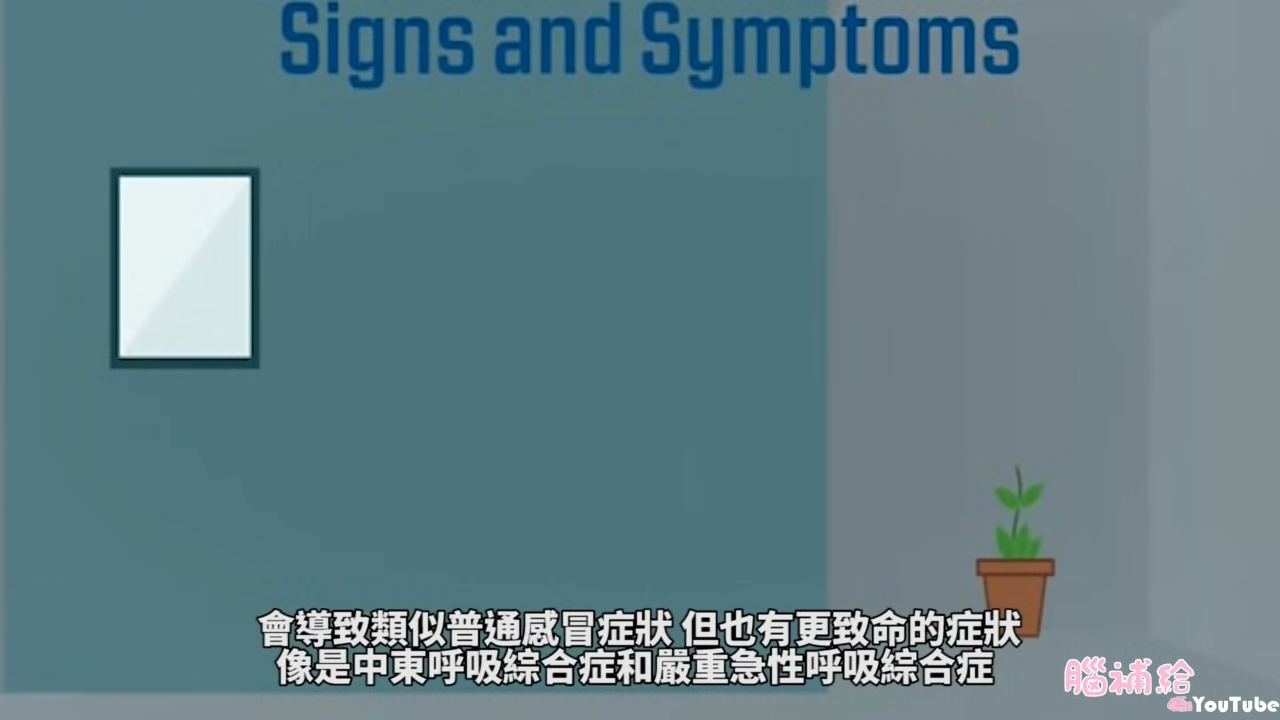 Signs and Symptoms
會導致類似普通感冒症狀 但也有更致命的症狀
像是中東呼吸綜合症和嚴重急性呼吸綜合症
腦補給
YouTube